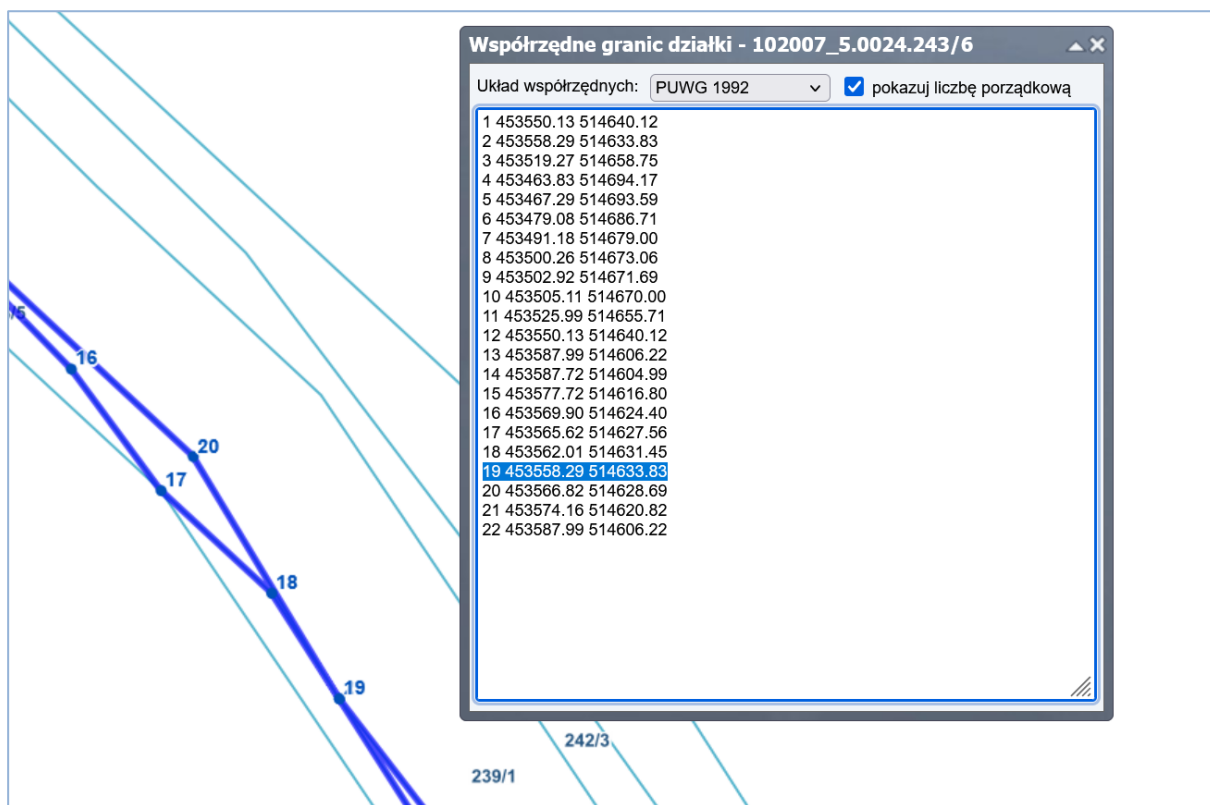 Współrzędne granic działki - 102007_5.0024.243/6
Układ współrzędnych: PUWG 1992 pokazuj liczbę porządkową
1 453550.13 514640.12
2 453558.29 514633.83
3 453519.27 514658.75
4 453463.83 514694.17
5 453467.29 514693.59
6 453479.08 514686.71
7 453491.18 514679.00
8 453500.26 514673.06
9 453502.92 514671.69
10 453505.11 514670.00
11 453525.99 514655.71
12 453550.13 514640.12
13 453587.99 514606.22
14 453587.72 514604.99
15 453577.72 514616.80
16 453569.90 514624.40
17 453565.62 514627.56
18 453562.01 514631.45
19 453558.29 514633.83
20 453566.82 514628.69
21 453574.16 514620.82
22 453587.99 514606.22
16
20
17
18
19
242/3
239/1